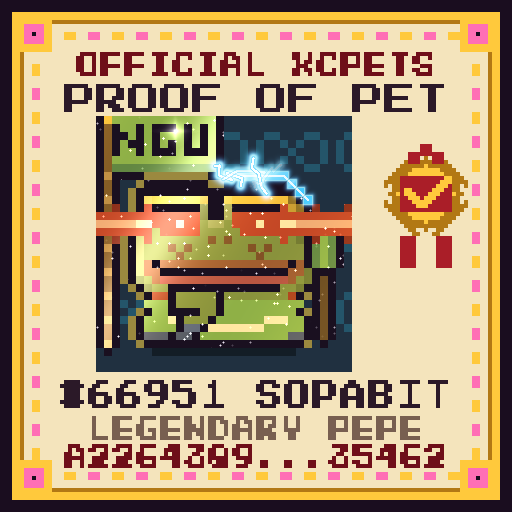 OFFICIAL XCPETS
PROOF OF PET
NGU
#66951 SOPABIT
LEGENDARY PEPE
A2264309...35462